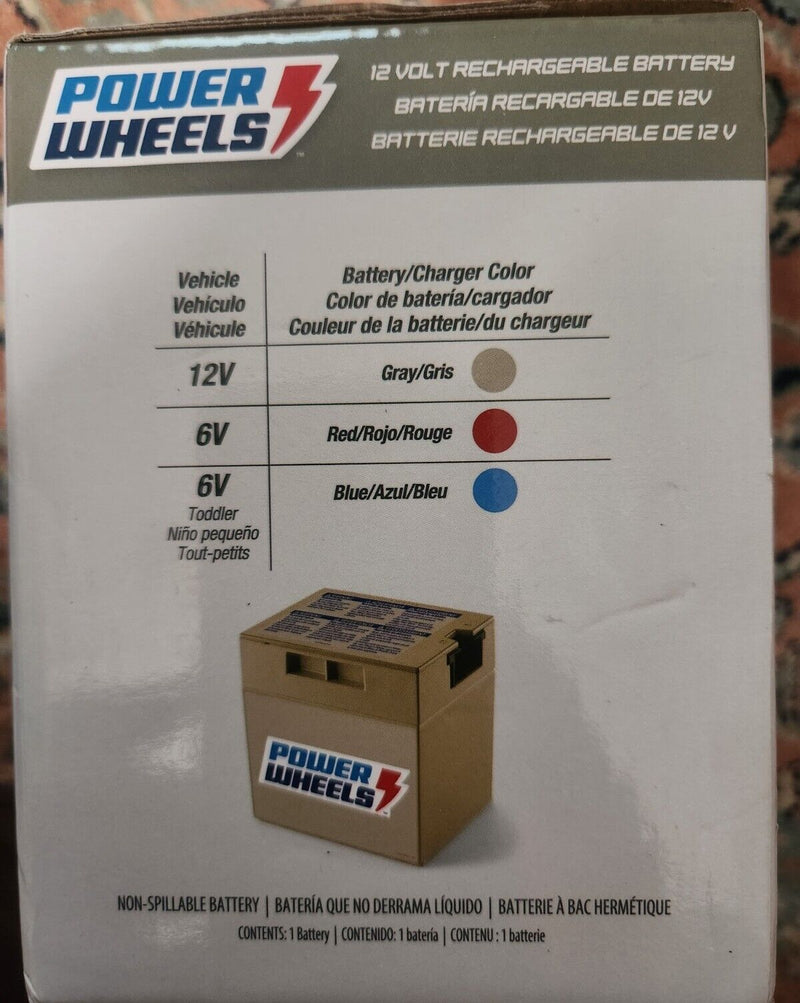 POWER
WHEELS
™
12 VOLT RECHARGEABLE BATTERY
BATERÍA RECARGABLE DE 12V
BATTERIE RECHARGEABLE DE 12 V
Vehicle
Vehículo
Véhicule
Battery/Charger Color
Color de batería/cargador
Couleur de la batterie/du chargeur
12V
Gray/Gris
6V
Red/Rojo/Rouge
6V
Toddler
Niño pequeño
Tout-petits
Blue/Azul/Bleu
POWER
WHEELS
™
NON-SPILLABLE BATTERY | BATERÍA QUE NO DERRAMA LÍQUIDO | BATTERIE À BAC HERMÉTIQUE
CONTENTS: 1 Battery | CONTENIDO: 1 batería | CONTENU : 1 batterie